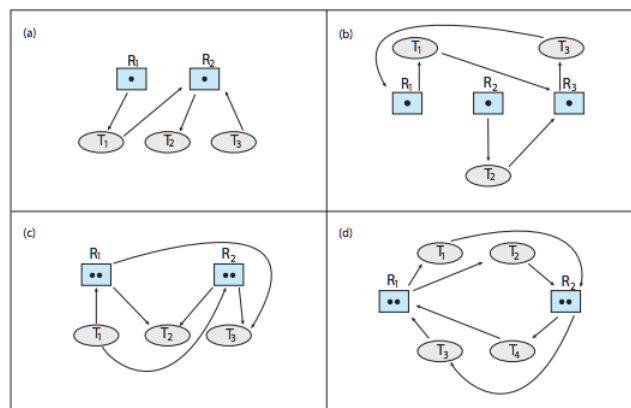 (a)
R1 R2
T1 T2 T3
(b)
T1 T3
R1 R2 R3
T2
(c)
R1 R2
T1 T2 T3
(d)
T1 T2
R1 R2
T3 T4